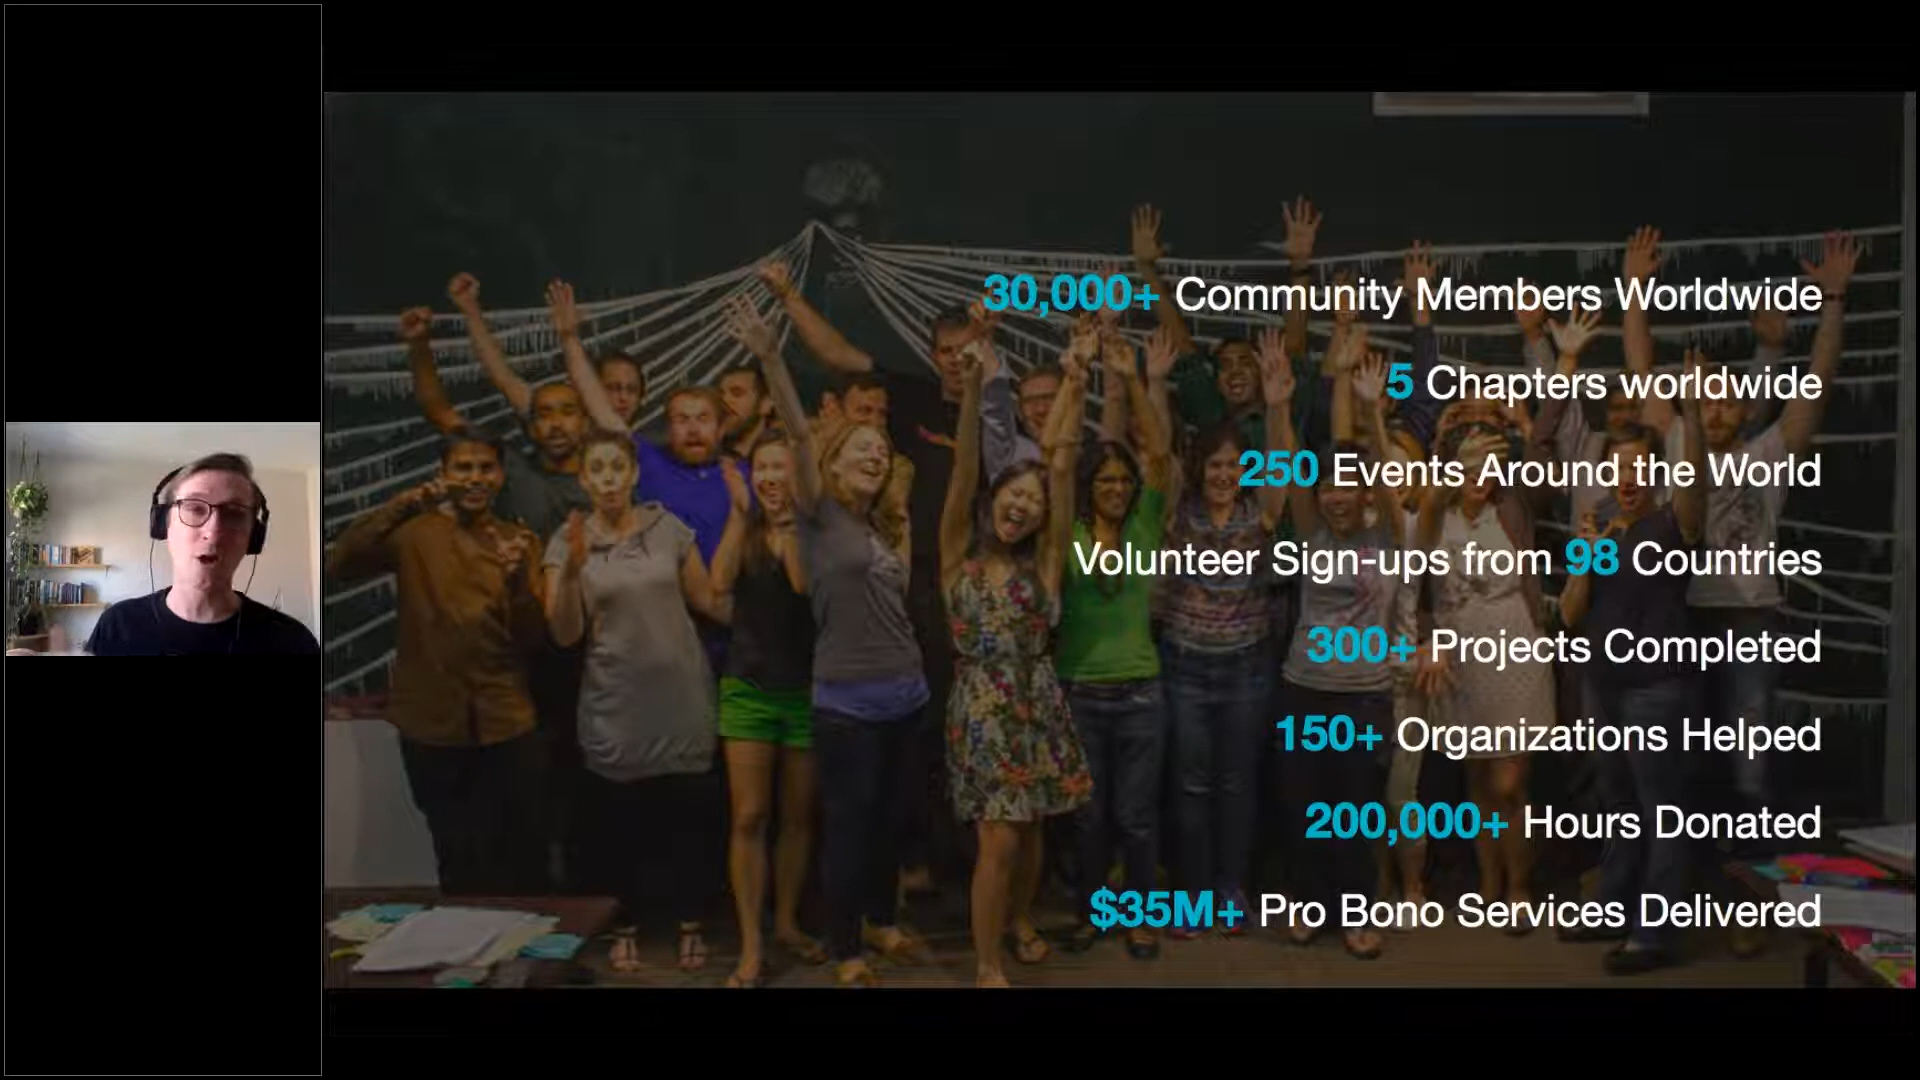 30,000+ Community Members Worldwide
5 Chapters worldwide
250 Events Around the World
Volunteer Sign-ups from 98 Countries
300+ Projects Completed
150+ Organizations Helped
200,000+ Hours Donated
$35M+ Pro Bono Services Delivered